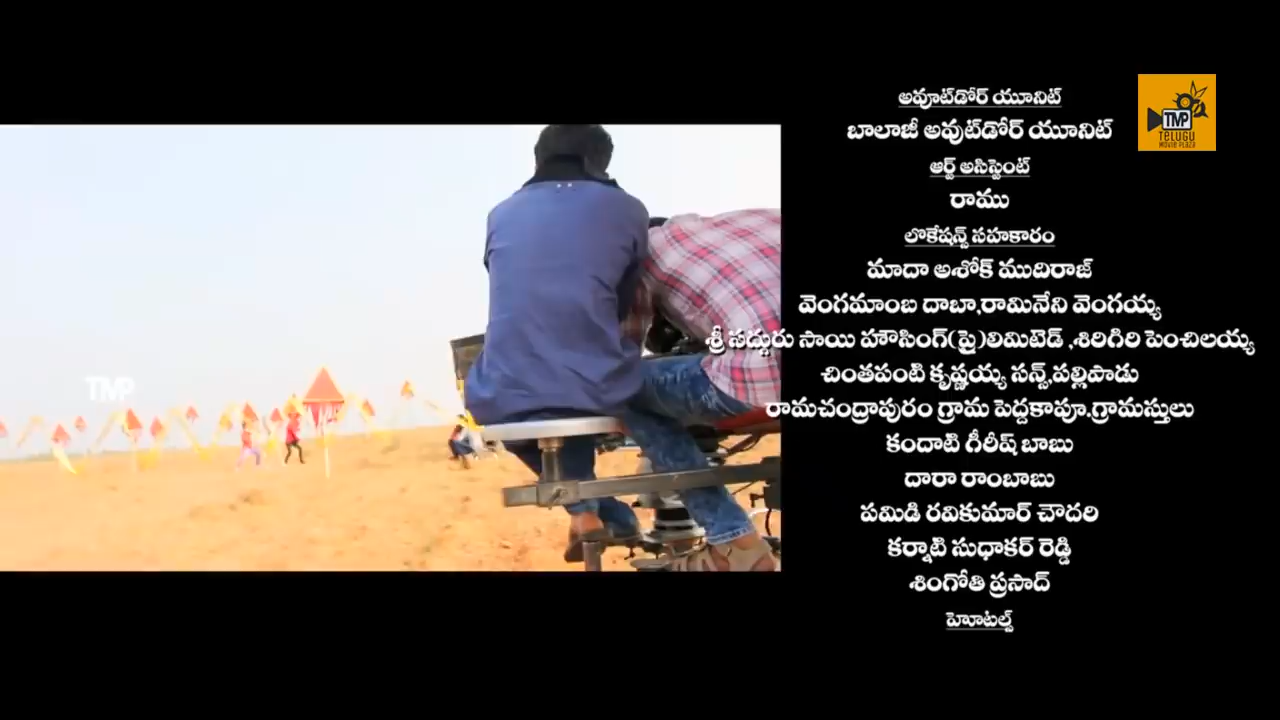 అవూట్‌డోర్ యూనిట్
బాలాజీ అవుట్‌డోర్ యూనిట్
ఆర్ట్ అసిస్టెంట్
రాము
లొకేషన్స్ సహకారం
మాదా అశోక్ ముదిరాజ్
వెంగమాంబ దాబా,రామినేని వెంగయ్య
శ్రీ సద్గురు సాయి హౌసింగ్(ప్రై)లిమిటెడ్ ,శిరిగిరి పెంచిలయ్య
చింతపంటి కృష్ణయ్య సన్స్,పల్లిపాడు
రామచంద్రాపురం గ్రామ పెద్దకాపూ,గ్రామస్తులు
కందాటి గిరీష్ బాబు
దారా రాంబాబు
పమిడి రవికుమార్ చౌదరి
కర్నాటి సుధాకర్ రెడ్డి
శింగోతి ప్రసాద్
హెూటల్స్
TMP
TELUGU
MOVIE PLAZA
TMP